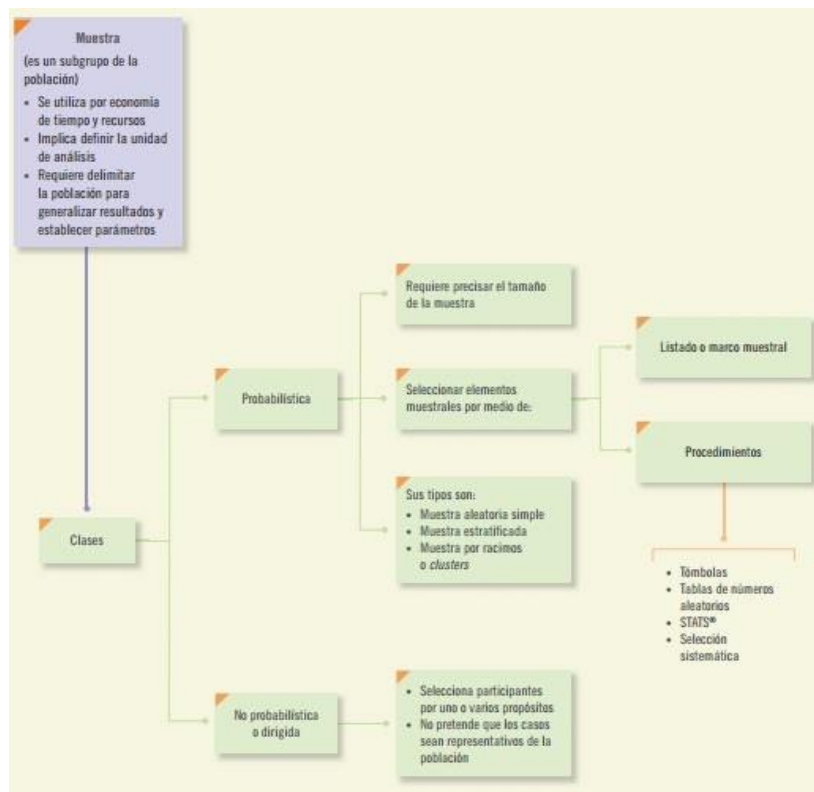 Muestra
(es un subgrupo de la
población)
• Se utiliza por economía
de tiempo y recursos
• Implica definir la unidad
de análisis
• Requiere delimitar
la población para
generalizar resultados y
establecer parámetros
Clases
Probabilística
Requiere precisar el tamaño
de la muestra
Seleccionar elementos
muestrales por medio de:
Listado o marco muestral
Procedimientos
• Tómbolas
• Tablas de números
aleatorios
• STATS®
• Selección
sistemática
Sus tipos son:
• Muestra aleatoria simple
• Muestra estratificada
• Muestra por racimos
o clusters
No probabilística
o dirigida
• Selecciona participantes
por uno o varios propósitos
• No pretende que los casos
sean representativos de la
población